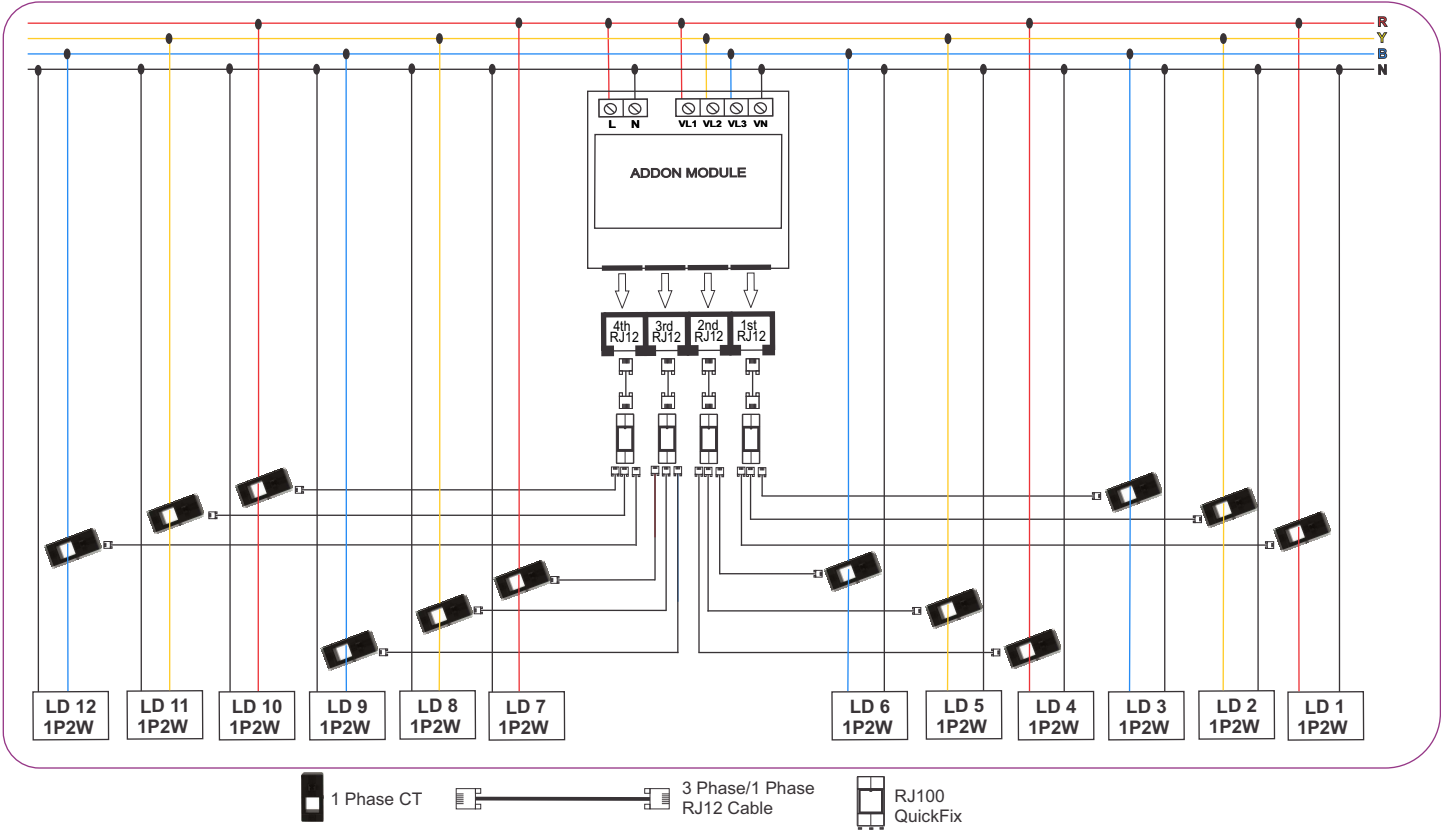 R
Y
B
N
L N VL1 VL2 VL3 VN
ADDON MODULE
4th RJ12
3rd RJ12
2nd RJ12
1st RJ12
LD 12 1P2W
LD 11 1P2W
LD 10 1P2W
LD 9 1P2W
LD 8 1P2W
LD 7 1P2W
LD 6 1P2W
LD 5 1P2W
LD 4 1P2W
LD 3 1P2W
LD 2 1P2W
LD 1 1P2W
1 Phase CT
3 Phase/1 Phase
RJ12 Cable
RJ100
QuickFix